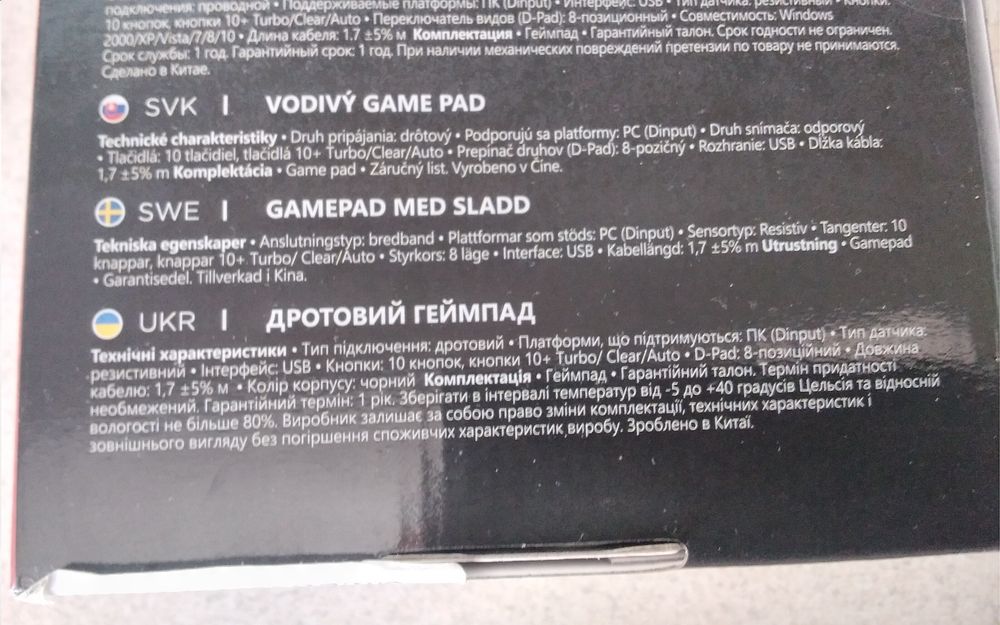 подключения: проводной • Поддерживаемые платформы: ПК (Dinput) • Интерфейс: USB • Тип датчика: резистивный • Кнопки:
10 кнопок, кнопки 10+ Turbo/Clear/Auto • Переключатель видов (D-Pad): 8-позиционный • Совместимость: Windows
2000/XP/Vista/7/8/10 • Длина кабеля: 1.7 ±5% м Комплектация • Геймпад • Гарантийный талон. Срок годности не ограничен.
Срок службы: 1 год. Гарантийный срок: 1 год. При наличии механических повреждений претензии по товару не принимаются.
Сделано в Китае.
SVK | VODIVÝ GAME PAD
Technické charakteristiky • Druh pripájania: drôtový • Podporujú sa platformy: PC (Dinput) • Druh snímača: odporový
• Tlačidlá: 10 tlačidiel, tlačidlá 10+ Turbo/Clear/Auto • Prepínač druhov (D-Pad): 8-pozičný • Rozhranie: USB • Dĺžka kábla:
1,7 ±5% m Komplektácia • Game pad • Záručný list. Vyrobeno v Číne.
SWE | GAMEPAD MED SLADD
Tekniska egenskaper • Anslutningstyp: bredband • Plattformar som stöds: PC (Dinput) • Sensortyp: Resistiv • Tangenter: 10
knappar, knappar 10+ Turbo/ Clear/Auto • Styrkors: 8 läge • Interface: USB • Kabellängd: 1,7 ±5% m Utrustning • Gamepad
• Garantisedel. Tillverkad i Kina.
UKR | ДРОТОВИЙ ГЕЙМПАД
Технічні характеристики • Тип підключення: дротовий • Платформи, що підтримуються: ПК (Dinput) • Тип датчика:
резистивний • Інтерфейс: USB • Кнопки: 10 кнопок, кнопки 10+ Turbo/ Clear/Auto • D-Pad: 8-позиційний • Довжина
кабелю: 1,7 ±5% м • Колір корпусу: чорний Комплектація • Геймпад • Гарантійний талон. Термін придатності
необмежений. Гарантійний термін: 1 рік. Зберігати в інтервалі температур від -5 до +40 градусів Цельсія та відносній
вологості не більше 80%. Виробник залишає за собою право зміни комплектації, технічних характеристик і
зовнішнього вигляду без погіршення споживчих характеристик виробу. Зроблено в Китаї.